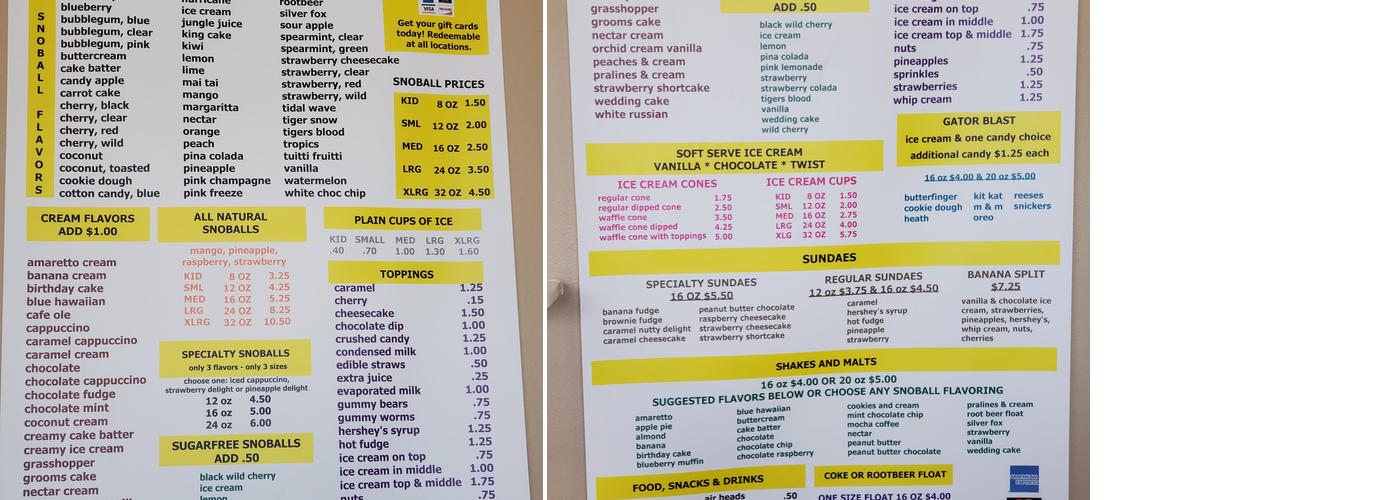 SNOBALL FLAVORS
blueberry
bubblegum, blue
bubblegum, clear
bubblegum, pink
buttercream
cake batter
candy apple
carrot cake
cherry, black
cherry, clear
cherry, red
cherry, wild
coconut
coconut, toasted
cookie dough
cotton candy, blue
hurricane
ice cream
jungle juice
king cake
kiwi
lemon
lime
mai tai
mango
margaritta
nectar
orange
peach
pina colada
pineapple
pink champagne
pink freeze
rootbeer
silver fox
sour apple
spearmint, clear
spearmint, green
strawberry cheesecake
strawberry, clear
strawberry, red
strawberry, wild
tidal wave
tiger snow
tigers blood
tropics
tuitti fruitti
vanilla
watermelon
white choc chip
VISA
Get your gift cards
today! Redeemable
at all locations.
SNOBALL PRICES
KID 8 OZ 1.50
SML 12 OZ 2.00
MED 16 OZ 2.50
LRG 24 OZ 3.50
XLRG 32 OZ 4.50
CREAM FLAVORS
ADD $1.00
amaretto cream
banana cream
birthday cake
blue hawaiian
cafe ole
cappuccino
caramel cappuccino
caramel cream
chocolate
chocolate cappuccino
chocolate fudge
chocolate mint
coconut cream
creamy cake batter
creamy ice cream
grasshopper
grooms cake
nectar cream
ALL NATURAL
SNOBALLS
mango, pineapple,
raspberry, strawberry
KID 8 OZ 3.25
SML 12 OZ 4.25
MED 16 OZ 5.25
LRG 24 OZ 8.25
XLRG 32 OZ 10.50
SPECIALTY SNOBALLS
only 3 flavors - only 3 sizes
choose one: iced cappuccino,
strawberry delight or pineapple delight
12 oz 4.50
16 oz 5.00
24 oz 6.00
SUGARFREE SNOBALLS
ADD .50
black wild cherry
ice cream
lemon
PLAIN CUPS OF ICE
KID SMALL MED LRG XLRG
.40 .70 1.00 1.30 1.60
TOPPINGS
caramel 1.25
cherry .15
cheesecake 1.50
chocolate dip 1.00
crushed candy 1.25
condensed milk 1.00
edible straws .50
extra juice .25
evaporated milk 1.00
gummy bears .75
gummy worms .75
hershey's syrup 1.25
hot fudge 1.25
ice cream on top .75
ice cream in middle 1.00
ice cream top & middle 1.75
nuts .75
grasshopper
grooms cake
nectar cream
orchid cream vanilla
peaches & cream
pralines & cream
strawberry shortcake
wedding cake
white russian
ADD .50
black wild cherry
ice cream
lemon
pina colada
pink lemonade
strawberry
strawberry colada
tigers blood
vanilla
wedding cake
wild cherry
ice cream on top .75
ice cream in middle 1.00
ice cream top & middle 1.75
nuts .75
pineapples 1.25
sprinkles .50
strawberries 1.25
whip cream 1.25
GATOR BLAST
ice cream & one candy choice
additional candy $1.25 each
16 oz $4.00 & 20 oz $5.00
butterfinger kit kat reeses
cookie dough m & m snickers
heath oreo
SOFT SERVE ICE CREAM
VANILLA * CHOCOLATE * TWIST
ICE CREAM CONES
regular cone 1.75
regular dipped cone 2.50
waffle cone 3.50
waffle cone dipped 4.25
waffle cone with toppings 5.00
ICE CREAM CUPS
KID 8 OZ 1.50
SML 12 OZ 2.00
MED 16 OZ 2.75
LRG 24 OZ 4.00
XLG 32 OZ 5.75
SUNDAES
SPECIALTY SUNDAES
16 OZ $5.50
banana fudge
brownie fudge
caramel nutty delight
caramel cheesecake
peanut butter chocolate
raspberry cheesecake
strawberry cheesecake
strawberry shortcake
REGULAR SUNDAES
12 oz $3.75 & 16 oz $4.50
caramel
hershey's syrup
hot fudge
pineapple
strawberry
BANANA SPLIT
$7.25
vanilla & chocolate ice
cream, strawberries,
pineapples, hershey's,
whip cream, nuts,
cherries
SHAKES AND MALTS
16 oz $4.00 OR 20 oz $5.00
SUGGESTED FLAVORS BELOW OR CHOOSE ANY SNOBALL FLAVORING
amaretto
apple pie
almond
banana
birthday cake
blueberry muffin
blue hawaiian
buttercream
cake batter
chocolate
chocolate chip
chocolate raspberry
cookies and cream
mint chocolate chip
mocha coffee
nectar
peanut butter
peanut butter chocolate
pralines & cream
root beer float
silver fox
strawberry
vanilla
wedding cake
FOOD, SNACKS & DRINKS
air heads .50
COKE OR ROOTBEER FLOAT
ONE SIZE FLOAT 16 OZ $4.00
AMERICAN EXPRESS